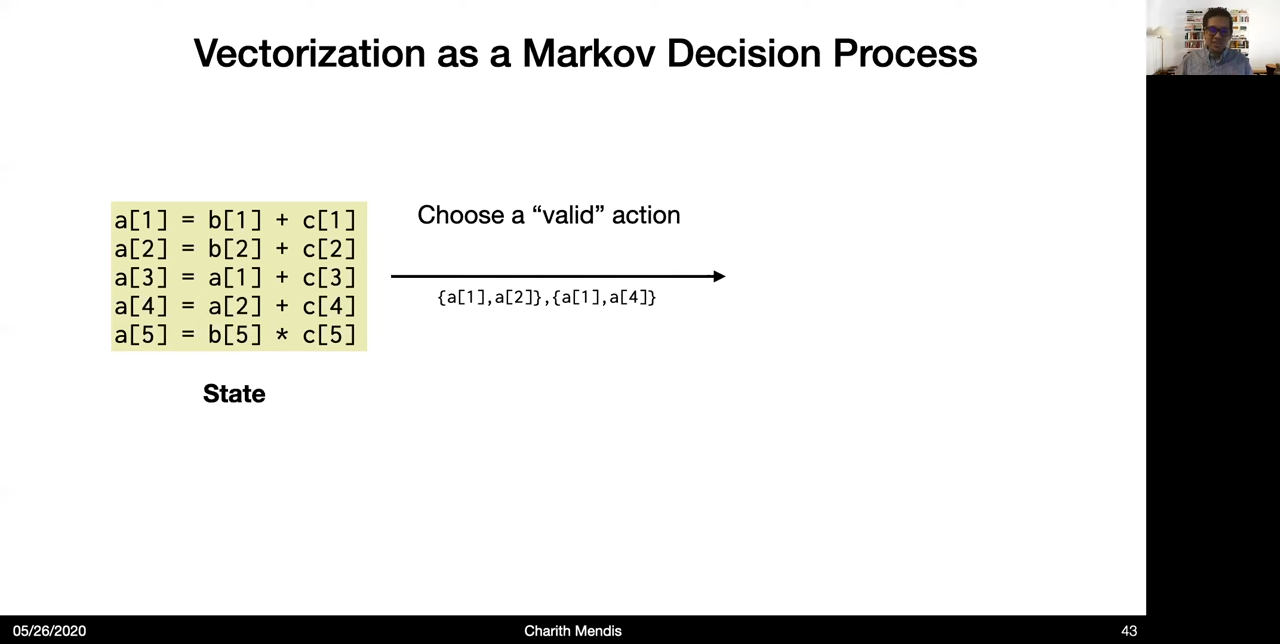 Vectorization as a Markov Decision Process
a[1] = b[1] + c[1]
a[2] = b[2] + c[2]
a[3] = a[1] + c[3]
a[4] = a[2] + c[4]
a[5] = b[5] * c[5]
State
Choose a “valid” action
{a[1],a[2]},{a[1],a[4]}
05/26/2020
Charith Mendis
43